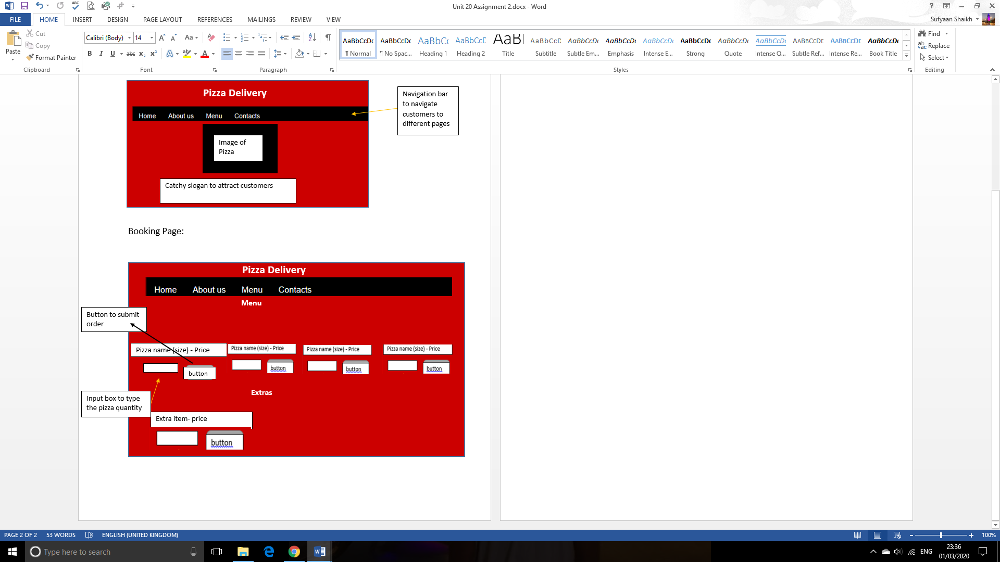 Unit 20 Assignment 2.docx - Word
FILE HOME INSERT DESIGN PAGE LAYOUT REFERENCES MAILINGS REVIEW VIEW
Sufyaan Shaikh
Paste
Cut
Copy
Format Painter
Calibri (Body) 14
AaBbCcDc AaBbCcDc AaBbCc AaBbCcD AaB AaBbCcD AaBbCcDc AaBbCcDc AaBbCcDc AaBbCcDc AaBbCcDc AaBbCcDc AABBCCDE AABBCCDE AaBbCcDc
¶ Normal ¶ No Spac... Heading 1 Heading 2 Title Subtitle Subtle Em... Emphasis Intense E... Strong Quote Intense Q... Subtle Ref... Intense Re... Book Title
Find
Replace
Select
Clipboard Font Paragraph Styles Editing
Pizza Delivery
Home About us Menu Contacts
Navigation bar
to navigate
customers to
different pages
Image of
Pizza
Catchy slogan to attract customers
Booking Page:
Pizza Delivery
Home About us Menu Contacts
Menu
Button to submit
order
Pizza name (size) - Price Pizza name (size) - Price Pizza name (size) - Price Pizza name (size) - Price
button button button button
Extras
Input box to type
the pizza quantity
Extra item- price
button
PAGE 2 OF 2 53 WORDS ENGLISH (UNITED KINGDOM) 100%
Type here to search
ENG
23:36
01/03/2020